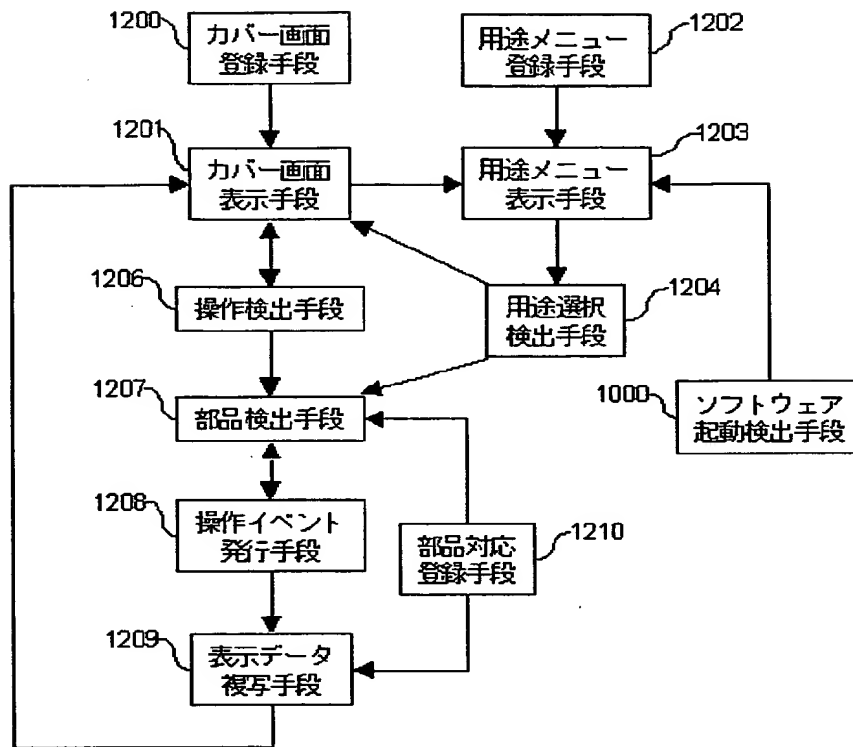 1200
カバー画面
登録手段
1202
用途メニュー
登録手段
1201
カバー画面
表示手段
1203
用途メニュー
表示手段
1206
操作検出手段
1204
用途選択
検出手段
1207
部品検出手段
1000
ソフトウェア
起動検出手段
1208
操作イベント
発行手段
1210
部品対応
登録手段
1209
表示データ
複写手段